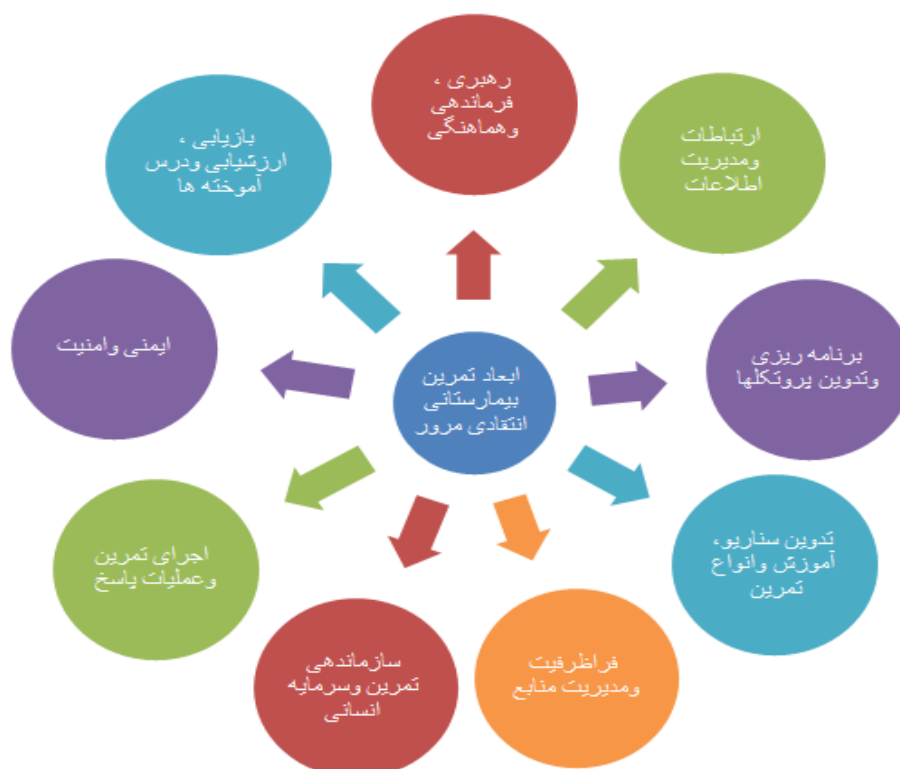 رهبری ،
فرماندهی
وهماهنگی
ارتباطات
ومدیریت
اطلاعات
برنامه ریزی
وتدوین پروتکلها
تدوین سناریو،
آموزش وانواع
تمرین
فراظرفیت
ومدیریت منابع
سازماندهی
تمرین وسرمایه
انسانی
اجرای تمرین
وعملیات پاسخ
ایمنی وامنیت
بازیابی ،
ارزشیابی ودرس
آموخته ها
ابعاد تمرین
بیمارستانی
انتقادی مرور